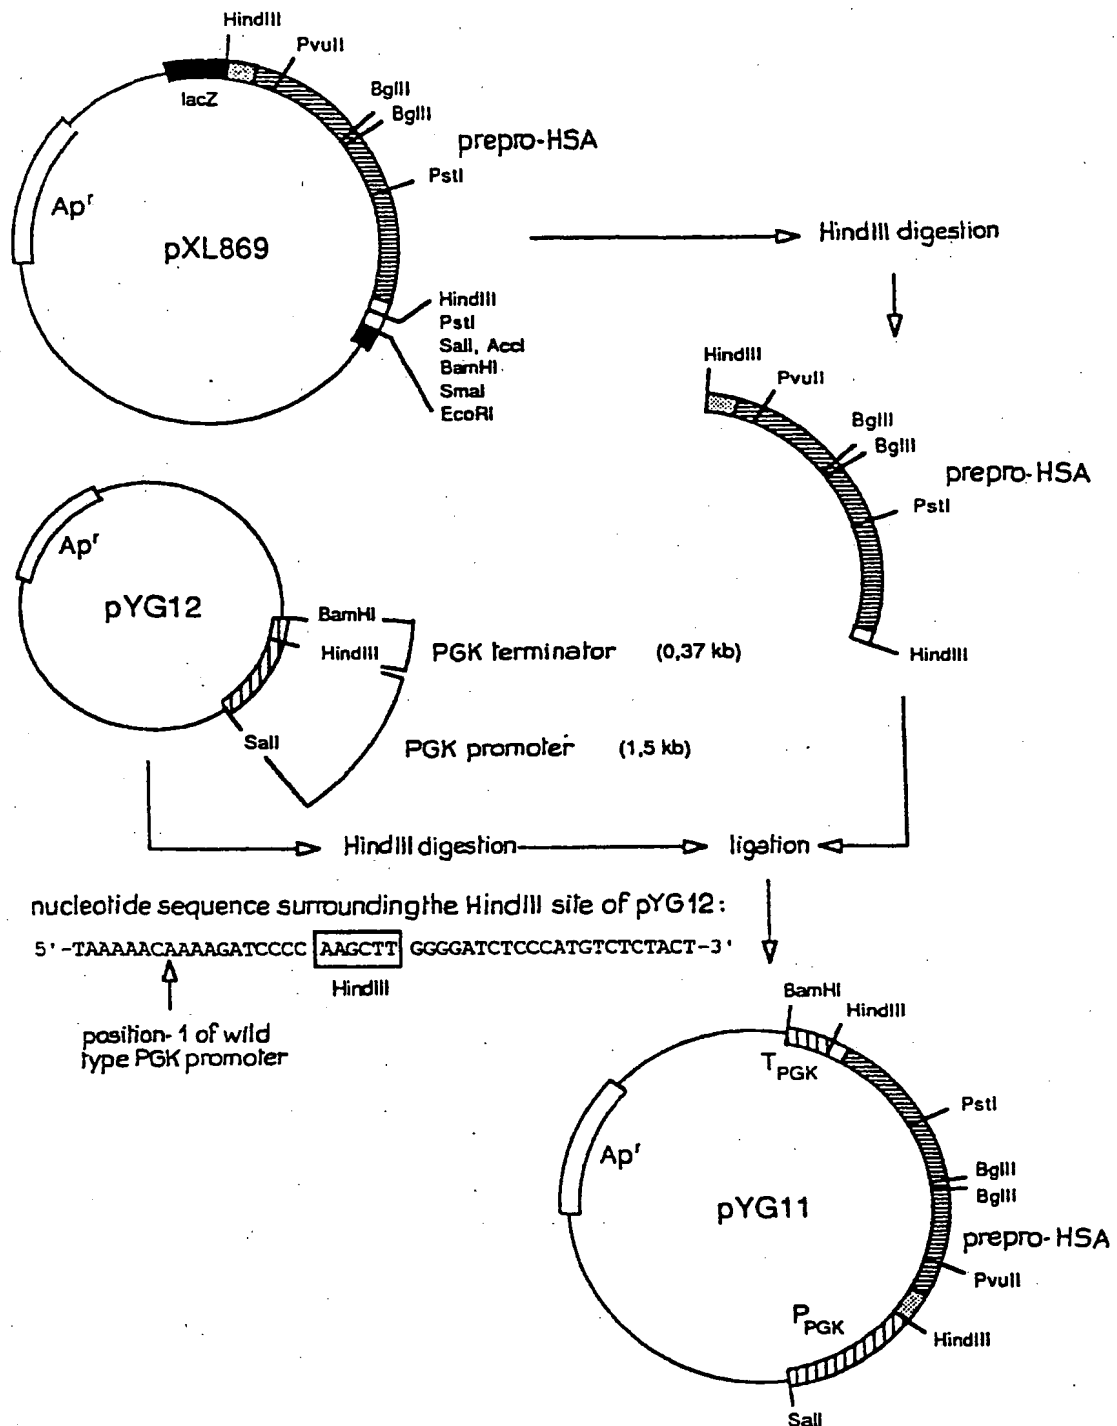 HindIII
PvuII
lacZ
BglII
BglII
prepro-HSA
PstI
Apʳ
pXL869
HindIII digestion
HindIII
PstI
SalI, AccI
BamHI
SmaI
EcoRI
HindIII
PvuII
BglII
BglII
prepro-HSA
PstI
HindIII
Apʳ
pYG12
BamHI
HindIII
PGK terminator (0,37 kb)
SalI
PGK promoter (1,5 kb)
HindIII digestion
ligation
nucleotide sequence surrounding the HindIII site of pYG12:
5'-TAAAAACAAAAGATCCCC AAGCTT GGGGATCTCCCATGTCTCTACT-3'
HindIII
position-1 of wild
type PGK promoter
BamHI
HindIII
T PGK
PstI
Apʳ
BglII
BglII
pYG11
prepro-HSA
PvuII
P PGK
HindIII
SalI